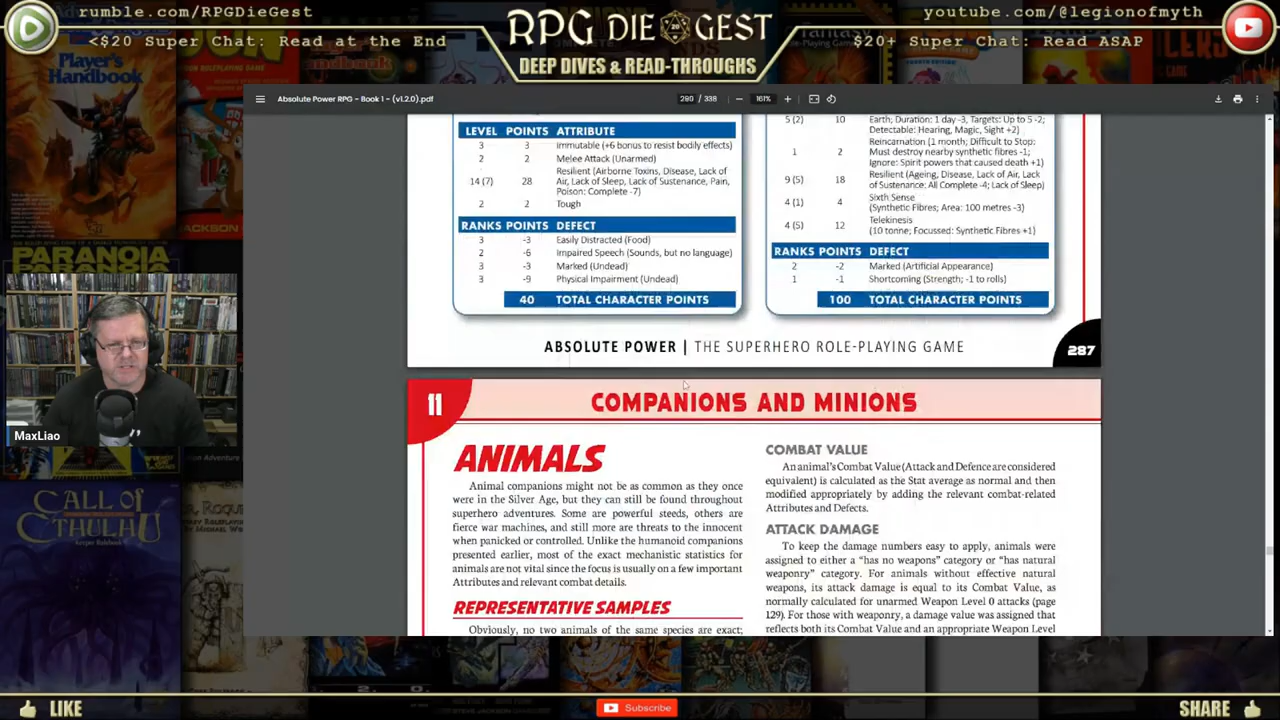 rumble.com/RPGDieGest
<$20 Super Chat: Read at the End
RPG DIE GEST
DEEP DIVES & READ-THROUGHS
youtube.com/@legionofmyth
$20+ Super Chat: Read ASAP
Absolute Power RPG - Book 1 - (v1.2.0).pdf
290 / 338
161%
LEVEL POINTS ATTRIBUTE
3 3 Immutable (+6 bonus to resist bodily effects)
2 2 Melee Attack (Unarmed)
14 (7) 28 Resilient (Airborne Toxins, Disease, Lack of
Air, Lack of Sleep, Lack of Sustenance, Pain,
Poison: Complete -7)
2 2 Tough
RANKS POINTS DEFECT
3 -3 Easily Distracted (Food)
2 -6 Impaired Speech (Sounds, but no language)
3 -3 Marked (Undead)
3 -9 Physical Impairment (Undead)
40 TOTAL CHARACTER POINTS
5 (2) 10 Earth; Duration: 1 day -3, Targets: Up to 5 -2;
Detectable: Hearing, Magic, Sight +2)
1 2 Reincarnation (1 month; Difficult to Stop:
Must destroy nearby synthetic fibres -1;
Ignore: Spirit powers that caused death +1)
9 (5) 18 Resilient (Ageing, Disease, Lack of Air, Lack
of Sustenance; All Complete -4; Lack of Sleep)
4 (1) 4 Sixth Sense
(Synthetic Fibres; Area: 100 metres -3)
4 (5) 12 Telekinesis
(10 tonne; Focussed: Synthetic Fibres +1)
RANKS POINTS DEFECT
2 -2 Marked (Artificial Appearance)
1 -1 Shortcoming (Strength; -1 to rolls)
100 TOTAL CHARACTER POINTS
ABSOLUTE POWER | THE SUPERHERO ROLE-PLAYING GAME
287
11
COMPANIONS AND MINIONS
ANIMALS
Animal companions might not be as common as they once
were in the Silver Age, but they can still be found throughout
superhero adventures. Some are powerful steeds, others are
fierce war machines, and still more are threats to the innocent
when panicked or controlled. Unlike the humanoid companions
presented earlier, most of the exact mechanistic statistics for
animals are not vital since the focus is usually on a few important
Attributes and relevant combat details.
REPRESENTATIVE SAMPLES
Obviously, no two animals of the same species are exact;
COMBAT VALUE
An animal's Combat Value (Attack and Defence are considered
equivalent) is calculated as the Stat average as normal and then
modified appropriately by adding the relevant combat-related
Attributes and Defects.
ATTACK DAMAGE
To keep the damage numbers easy to apply, animals were
assigned to either a "has no weapons" category or "has natural
weaponry" category. For animals without effective natural
weapons, its attack damage is equal to its Combat Value, as
normally calculated for unarmed Weapon Level 0 attacks (page
129). For those with weaponry, a damage value was assigned that
reflects both its Combat Value and an appropriate Weapon Level
MaxLiao
Player's
Handbook
PARANO
CALL OF
CTHULHU
LIKE
Subscribe
SHARE